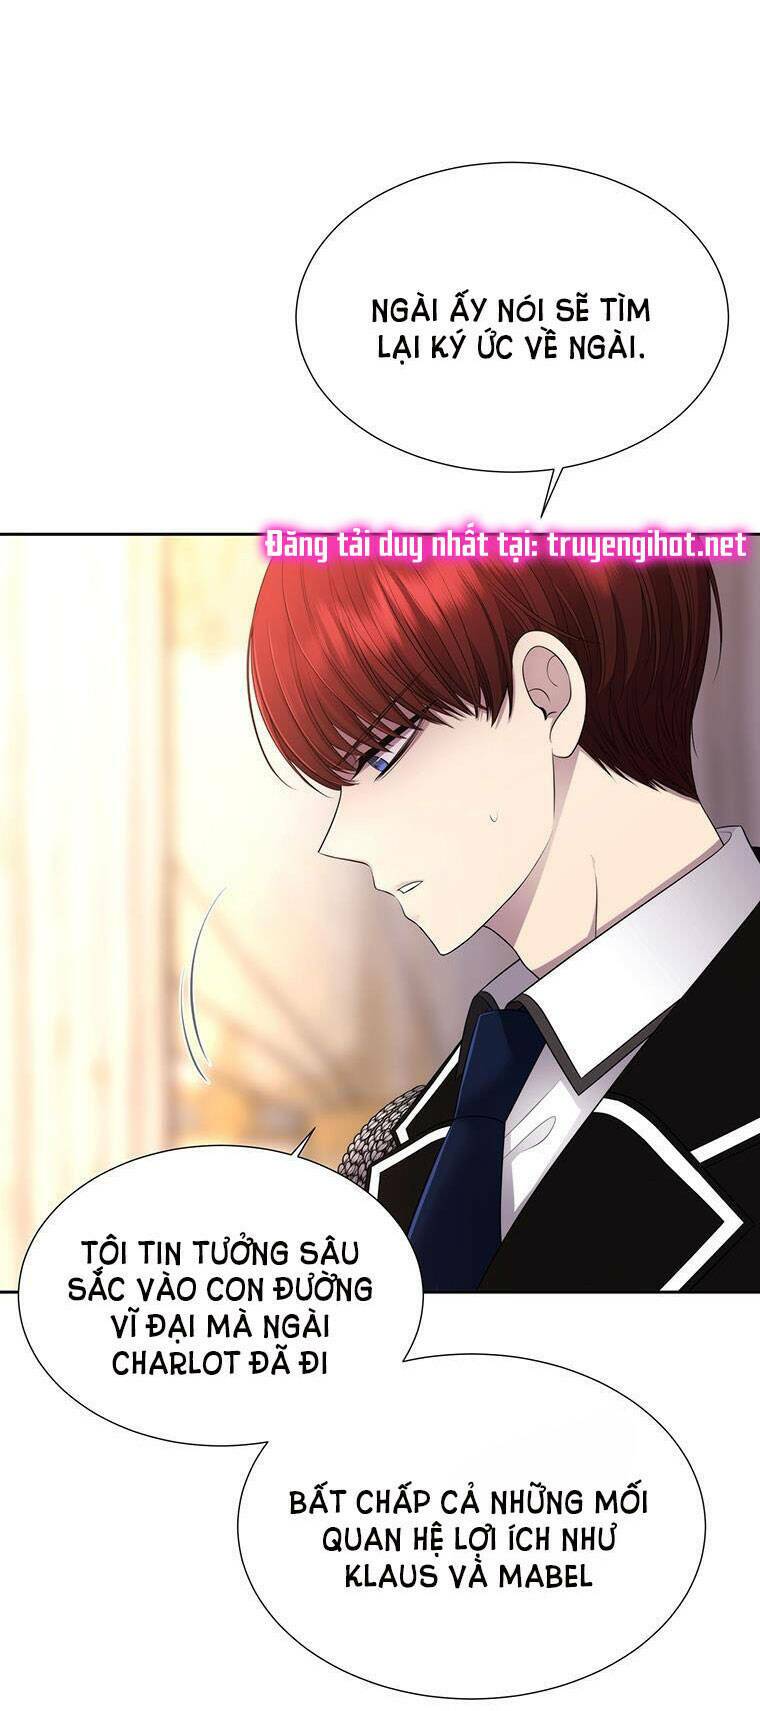 NGÀI ẤY NÓI SẼ TÌM
LẠI KÝ ỨC VỀ NGÀI.
Đăng tải duy nhất tại: truyengihot.net
TÔI TIN TƯỞNG SÂU
SẮC VÀO CON ĐƯỜNG
VĨ ĐẠI MÀ NGÀI
CHARLOT ĐÃ ĐI
BẤT CHẤP CẢ NHỮNG MỐI
QUAN HỆ LỢI ÍCH NHƯ
KLAUS VÀ MABEL